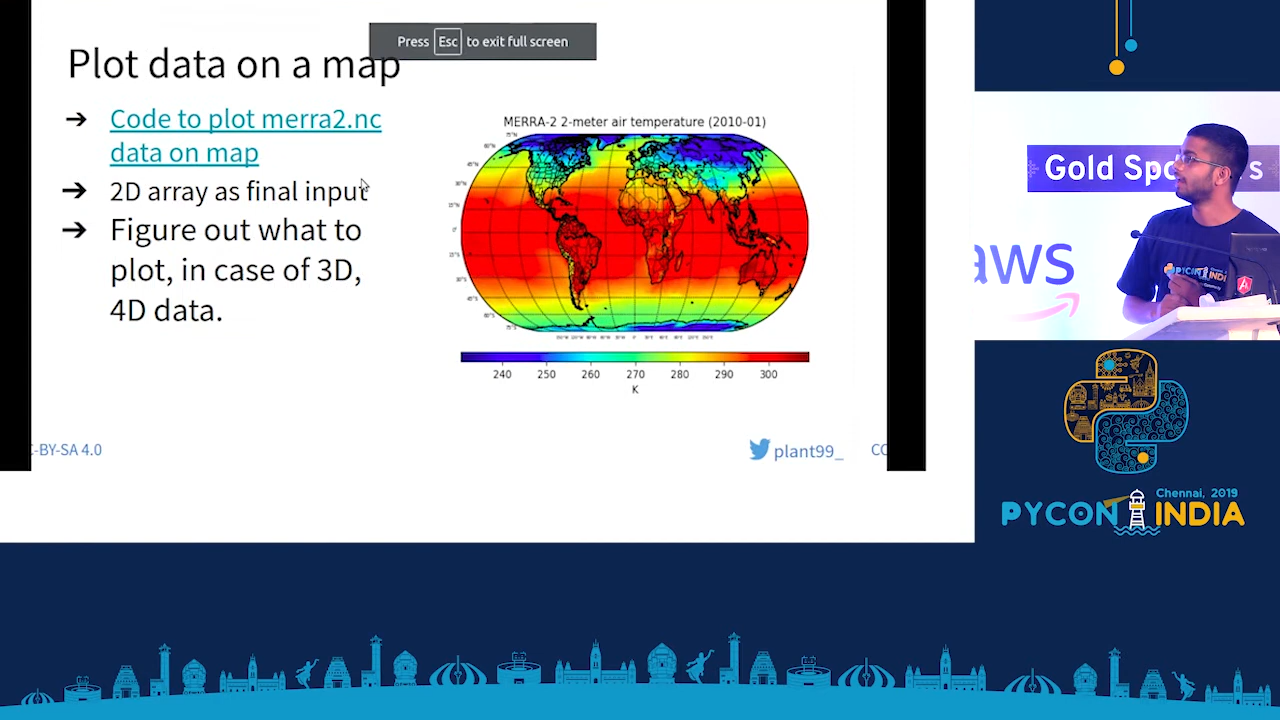 Press Esc to exit full screen
Plot data on a map
➔ Code to plot merra2.nc
data on map
➔ 2D array as final input
➔ Figure out what to
plot, in case of 3D,
4D data.
MERRA-2 2-meter air temperature (2010-01)
240 250 260 270 280 290 300
K
C-BY-SA 4.0
plant99_
CC
Gold Spo s
aws
PYCON INDIA
Chennai, 2019
PYCON INDIA